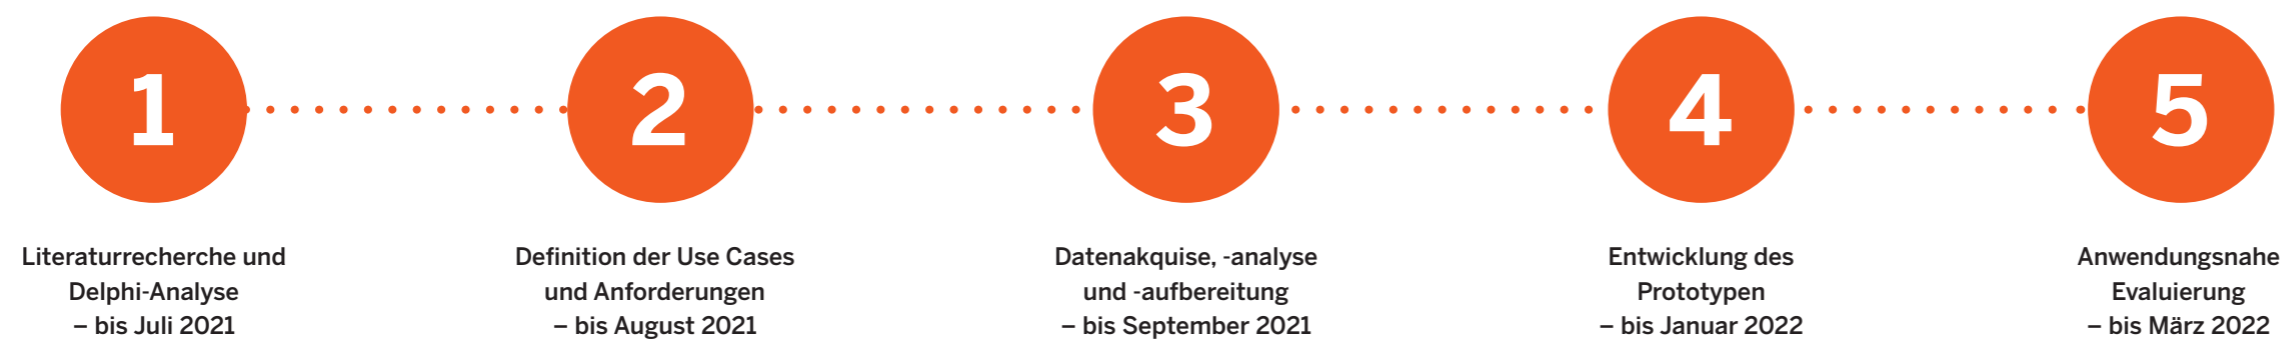 1
Literaturrecherche und
Delphi-Analyse
– bis Juli 2021
2
Definition der Use Cases
und Anforderungen
– bis August 2021
3
Datenakquise, -analyse
und -aufbereitung
– bis September 2021
4
Entwicklung des
Prototypen
– bis Januar 2022
5
Anwendungsnahe
Evaluierung
– bis März 2022